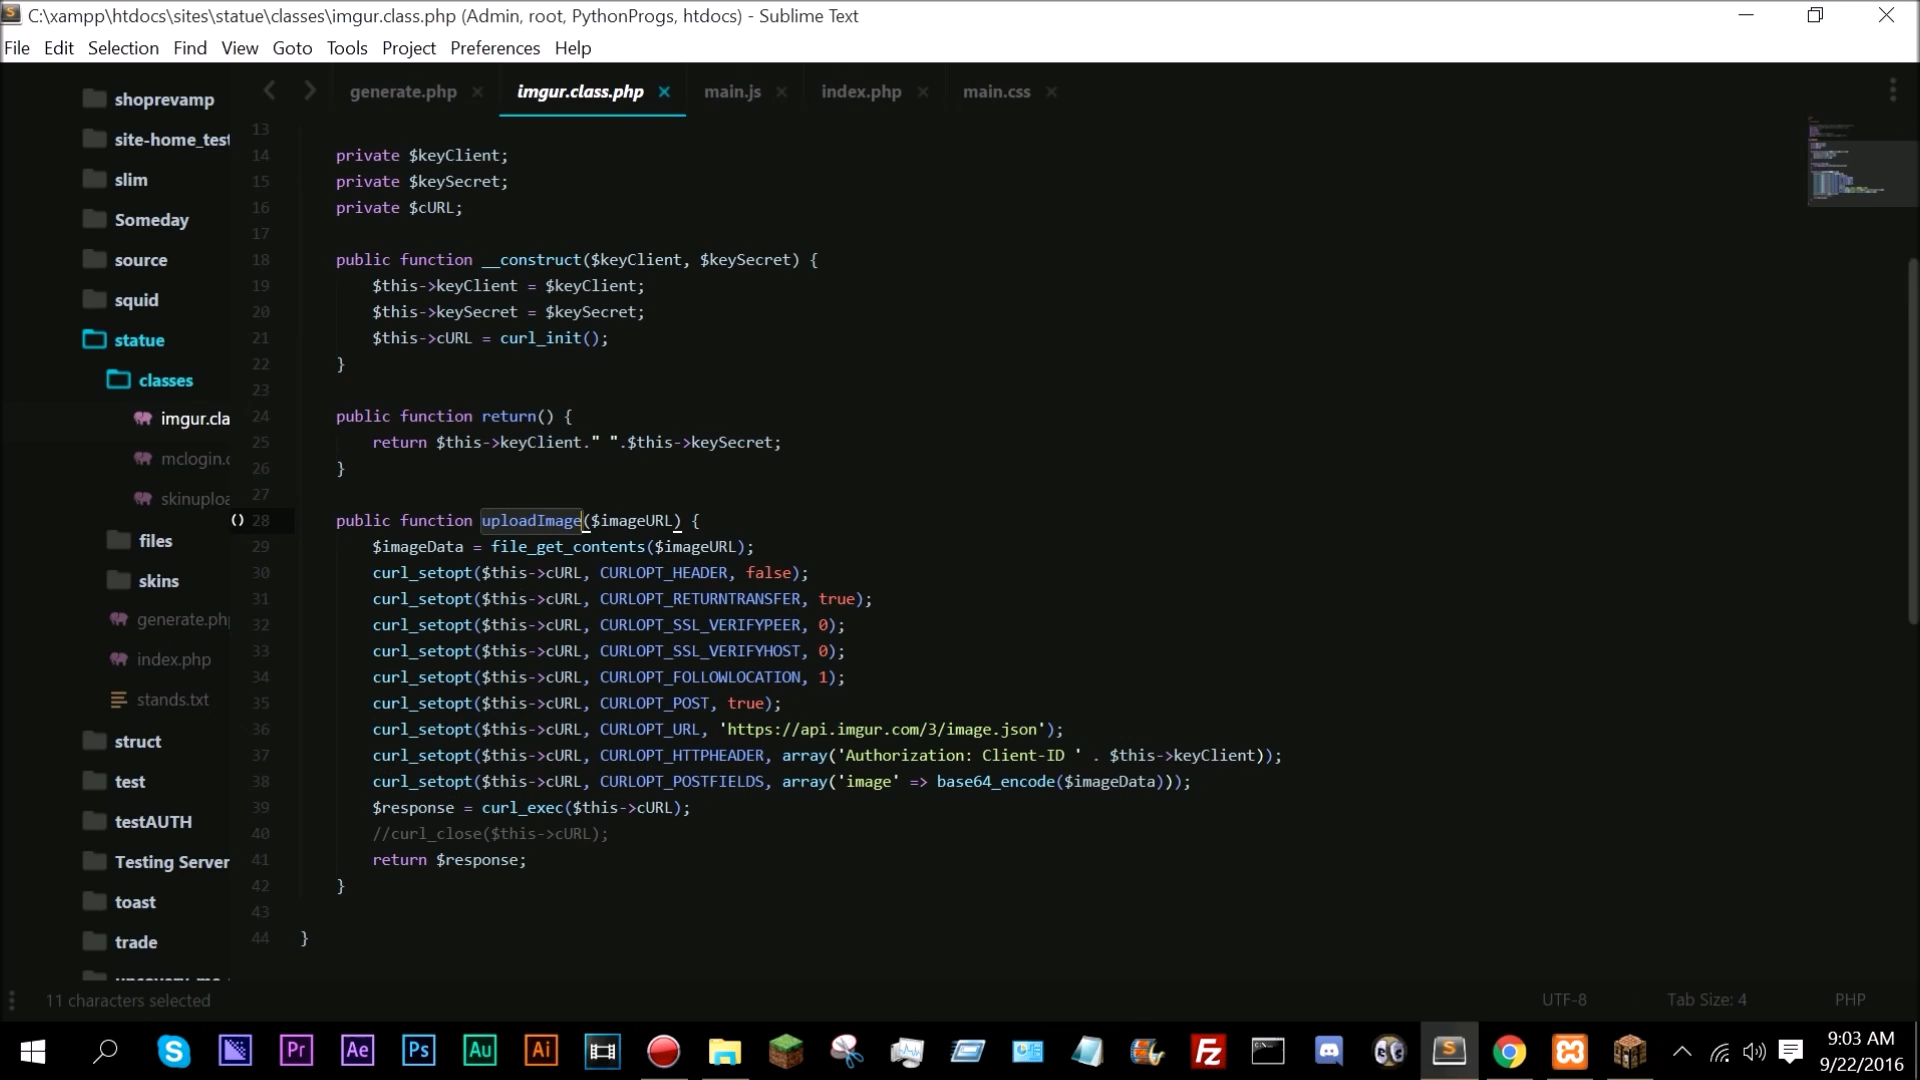 C:\xampp\htdocs\sites\statue\classes\imgur.class.php (Admin, root, PythonProgs, htdocs) - Sublime Text
File Edit Selection Find View Goto Tools Project Preferences Help
shoprevamp
site-home_test
slim
Someday
source
squid
statue
classes
imgur.cla
mclogin.c
skinuploa
files
skins
generate.php
index.php
stands.txt
struct
test
testAUTH
Testing Server
toast
trade
generate.php imgur.class.php main.js index.php main.css
13
14 private $keyClient;
15 private $keySecret;
16 private $cURL;
17
18 public function __construct($keyClient, $keySecret) {
19 $this->keyClient = $keyClient;
20 $this->keySecret = $keySecret;
21 $this->cURL = curl_init();
22 }
23
24 public function return() {
25 return $this->keyClient." ".$this->keySecret;
26 }
27
28 public function uploadImage($imageURL) {
29 $imageData = file_get_contents($imageURL);
30 curl_setopt($this->cURL, CURLOPT_HEADER, false);
31 curl_setopt($this->cURL, CURLOPT_RETURNTRANSFER, true);
32 curl_setopt($this->cURL, CURLOPT_SSL_VERIFYPEER, 0);
33 curl_setopt($this->cURL, CURLOPT_SSL_VERIFYHOST, 0);
34 curl_setopt($this->cURL, CURLOPT_FOLLOWLOCATION, 1);
35 curl_setopt($this->cURL, CURLOPT_POST, true);
36 curl_setopt($this->cURL, CURLOPT_URL, 'https://api.imgur.com/3/image.json');
37 curl_setopt($this->cURL, CURLOPT_HTTPHEADER, array('Authorization: Client-ID ' . $this->keyClient));
38 curl_setopt($this->cURL, CURLOPT_POSTFIELDS, array('image' => base64_encode($imageData)));
39 $response = curl_exec($this->cURL);
40 //curl_close($this->cURL);
41 return $response;
42 }
43
44 }
11 characters selected
UTF-8 Tab Size: 4 PHP
Pr Ae Ps Au Ai
9:03 AM
9/22/2016